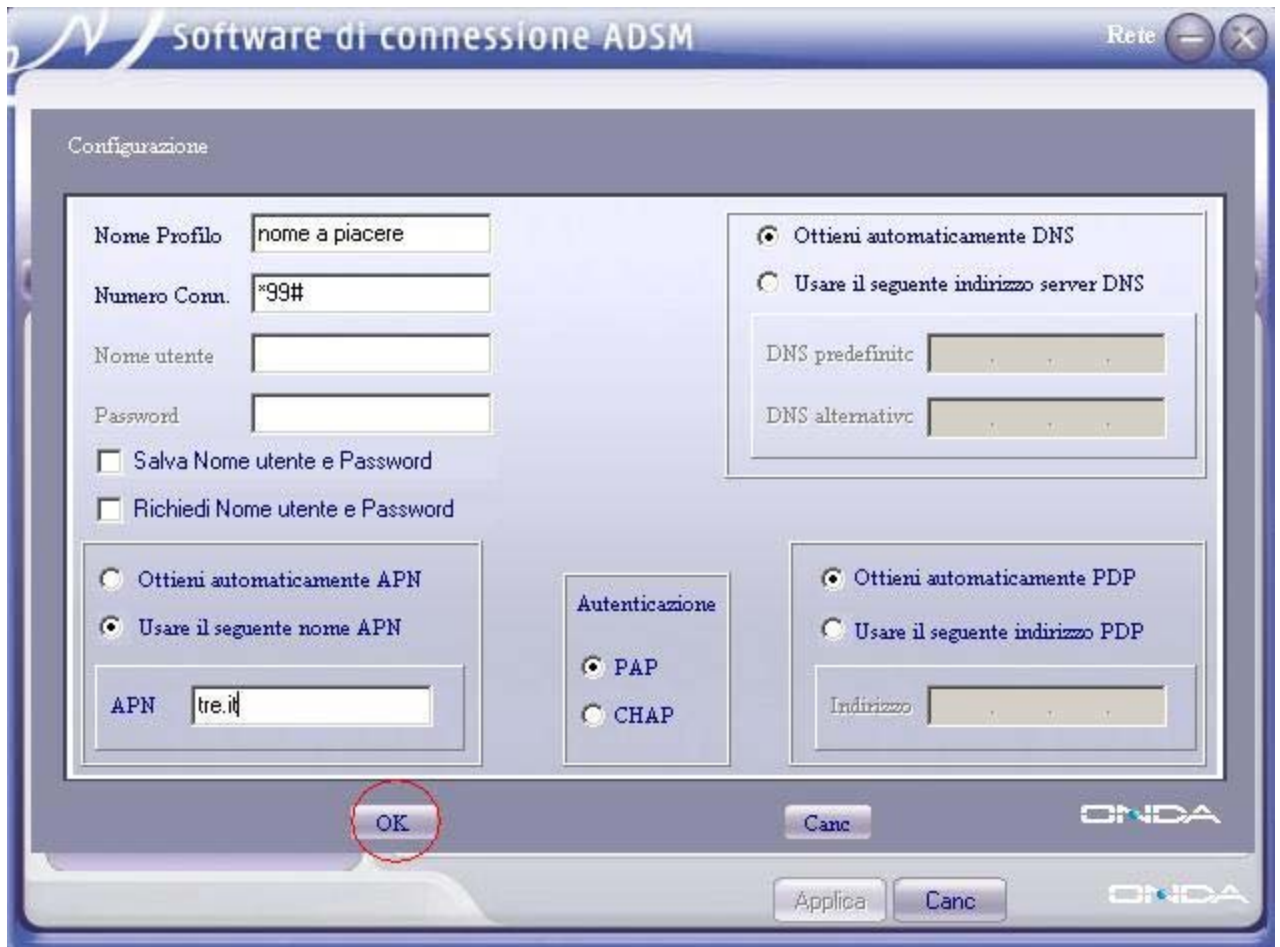 Software di connessione ADSM
Rete
Configurazione
Nome Profilo
nome a piacere
Numero Conn.
*99#
Nome utente
Password
Salva Nome utente e Password
Richiedi Nome utente e Password
Ottieni automaticamente DNS
Usare il seguente indirizzo server DNS
DNS predefinitc
DNS alternativc
Ottieni automaticamente APN
Usare il seguente nome APN
APN
tre.it
Autenticazione
PAP
CHAP
Ottieni automaticamente PDP
Usare il seguente indirizzo PDP
Indirizzo
OK
Canc
ONDA
Applica
Canc
ONDA